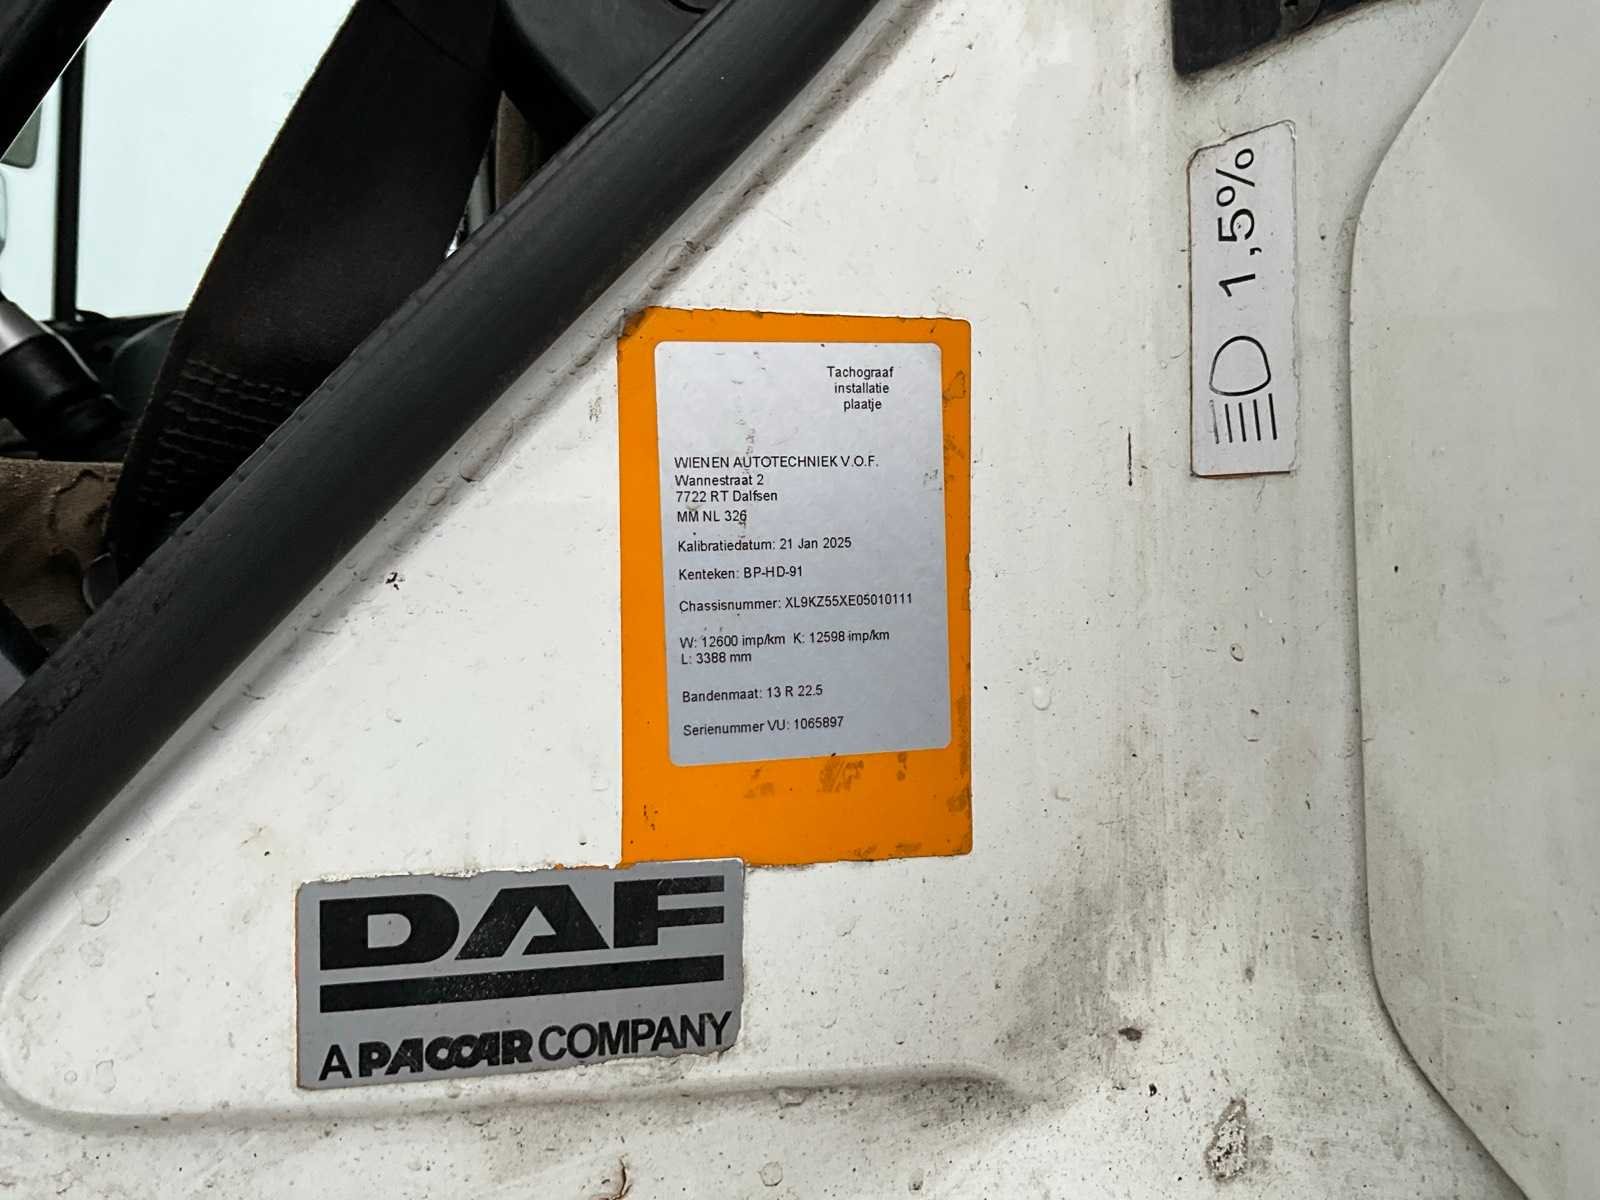 1,5%
Tachograaf
installatie
plaatje
WIENEN AUTOTECHNIEK V.O.F.
Wannestraat 2
7722 RT Dalfsen
MM NL 326
Kalibratiedatum: 21 Jan 2025
Kenteken: BP-HD-91
Chassisnummer: XL9KZ55XE05010111
W: 12600 imp/km K: 12598 imp/km
L: 3388 mm
Bandenmaat: 13 R 22.5
Serienummer VU: 1065897
DAF
A PACCAR COMPANY